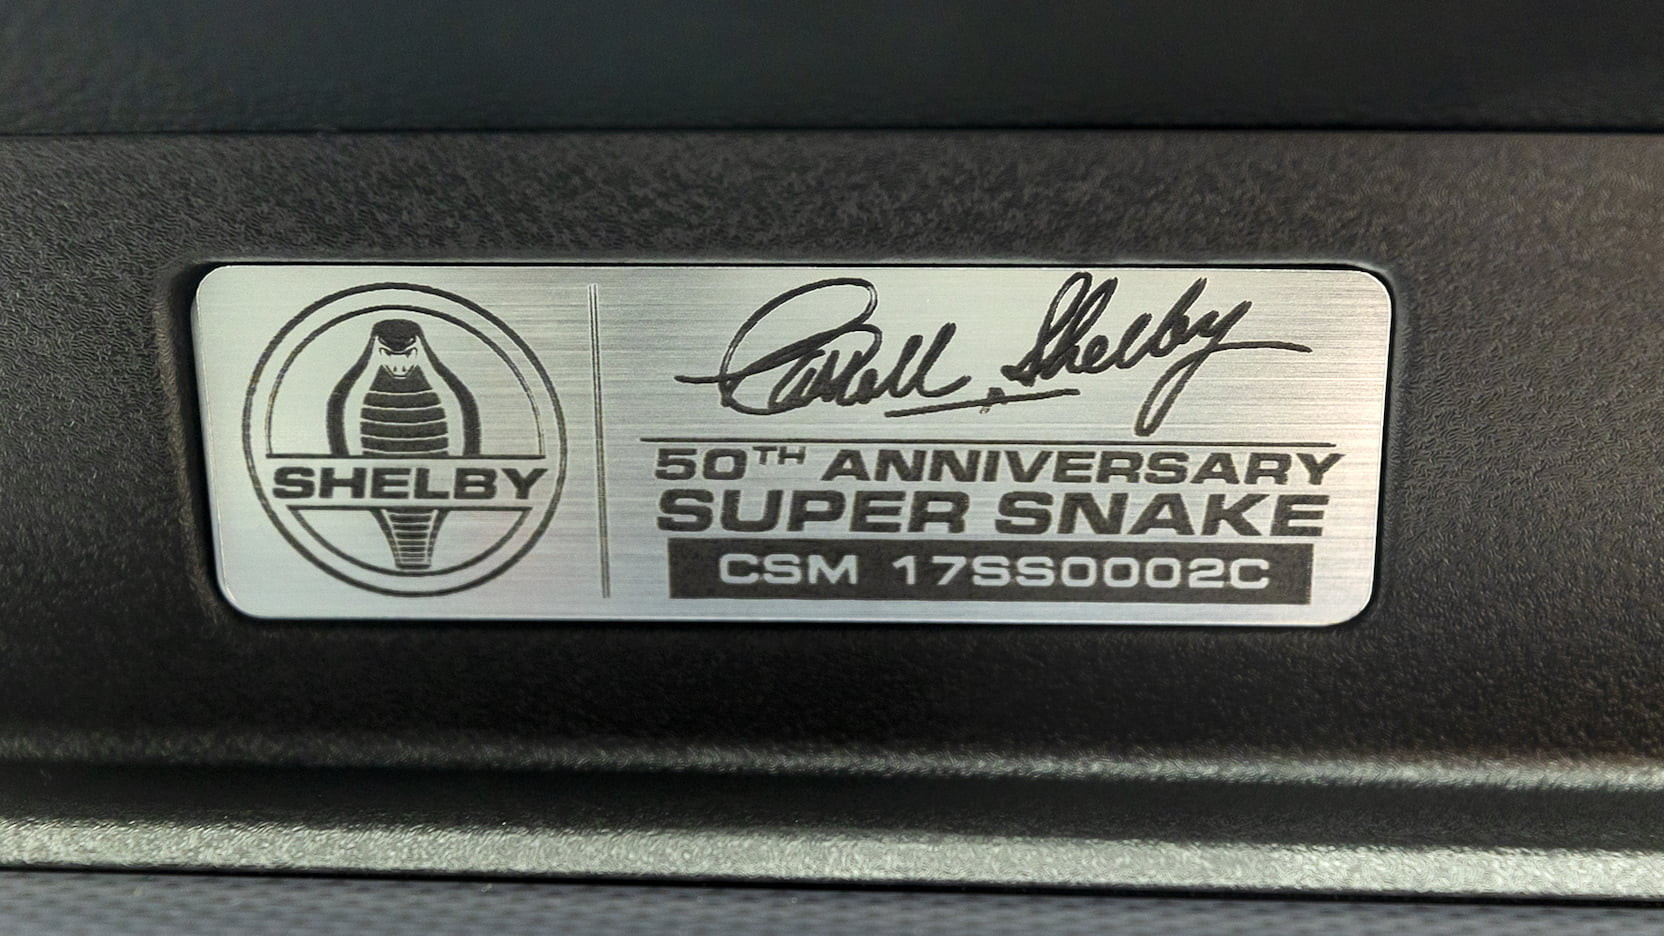 SHELBY
Carroll Shelby
50TH ANNIVERSARY
SUPER SNAKE
CSM 17SS0002C